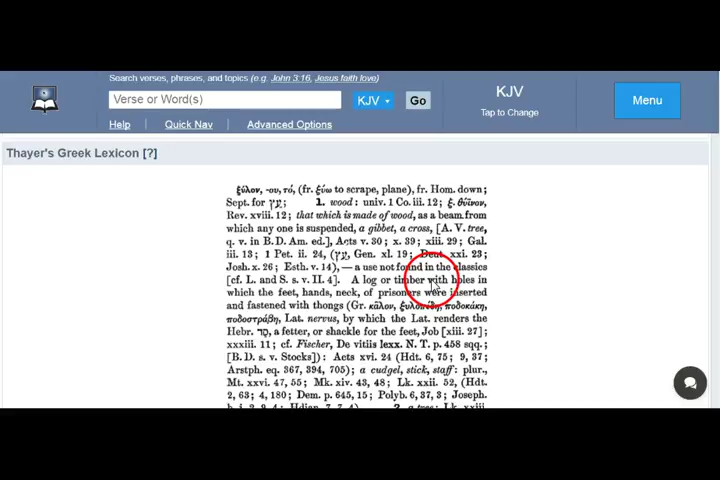 Search verses, phrases, and topics (e.g. John 3:16, Jesus faith love)
Verse or Word(s)
KJV
Go
KJV
Tap to Change
Menu
Help
Quick Nav
Advanced Options
Thayer's Greek Lexicon [?]
ξύλον, -ου, τό, (fr. ξύω to scrape, plane), fr. Hom. down;
Sept. for עֵץ; 1. wood: univ. 1 Co. iii. 12; ξ. θύϊνον,
Rev. xviii. 12; that which is made of wood, as a beam from
which any one is suspended, a gibbet, a cross, [A. V. tree,
q. v. in B. D. Am. ed.], Acts v. 30; x. 39; xiii. 29; Gal.
iii. 13; 1 Pet. ii. 24, (עֵץ, Gen. xl. 19; Deut. xxi. 23;
Josh. x. 26; Esth. v. 14),— a use not found in the classics
[cf. L. and S. s. v. II. 4]. A log or timber with holes in
which the feet, hands, neck, of prisoners were inserted
and fastened with thongs (Gr. κᾶλον, ξυλοπέδη, ποδοκάκη,
ποδοστράβη, Lat. nervus, by which the Lat. renders the
Hebr. סַד, a fetter, or shackle for the feet, Job [xiii. 27];
xxxiii. 11; cf. Fischer, De vitiis lexx. N. T. p. 458 sqq.;
[B. D. s. v. Stocks]): Acts xvi. 24 (Hdt. 6, 75; 9, 37;
Arstph. eq. 367, 394, 705); a cudgel, stick, staff: plur.,
Mt. xxvi. 47, 55; Mk. xiv. 43, 48; Lk. xxii. 52, (Hdt.
2, 63; 4, 180; Dem. p. 645, 15; Polyb. 6, 37, 3; Joseph.